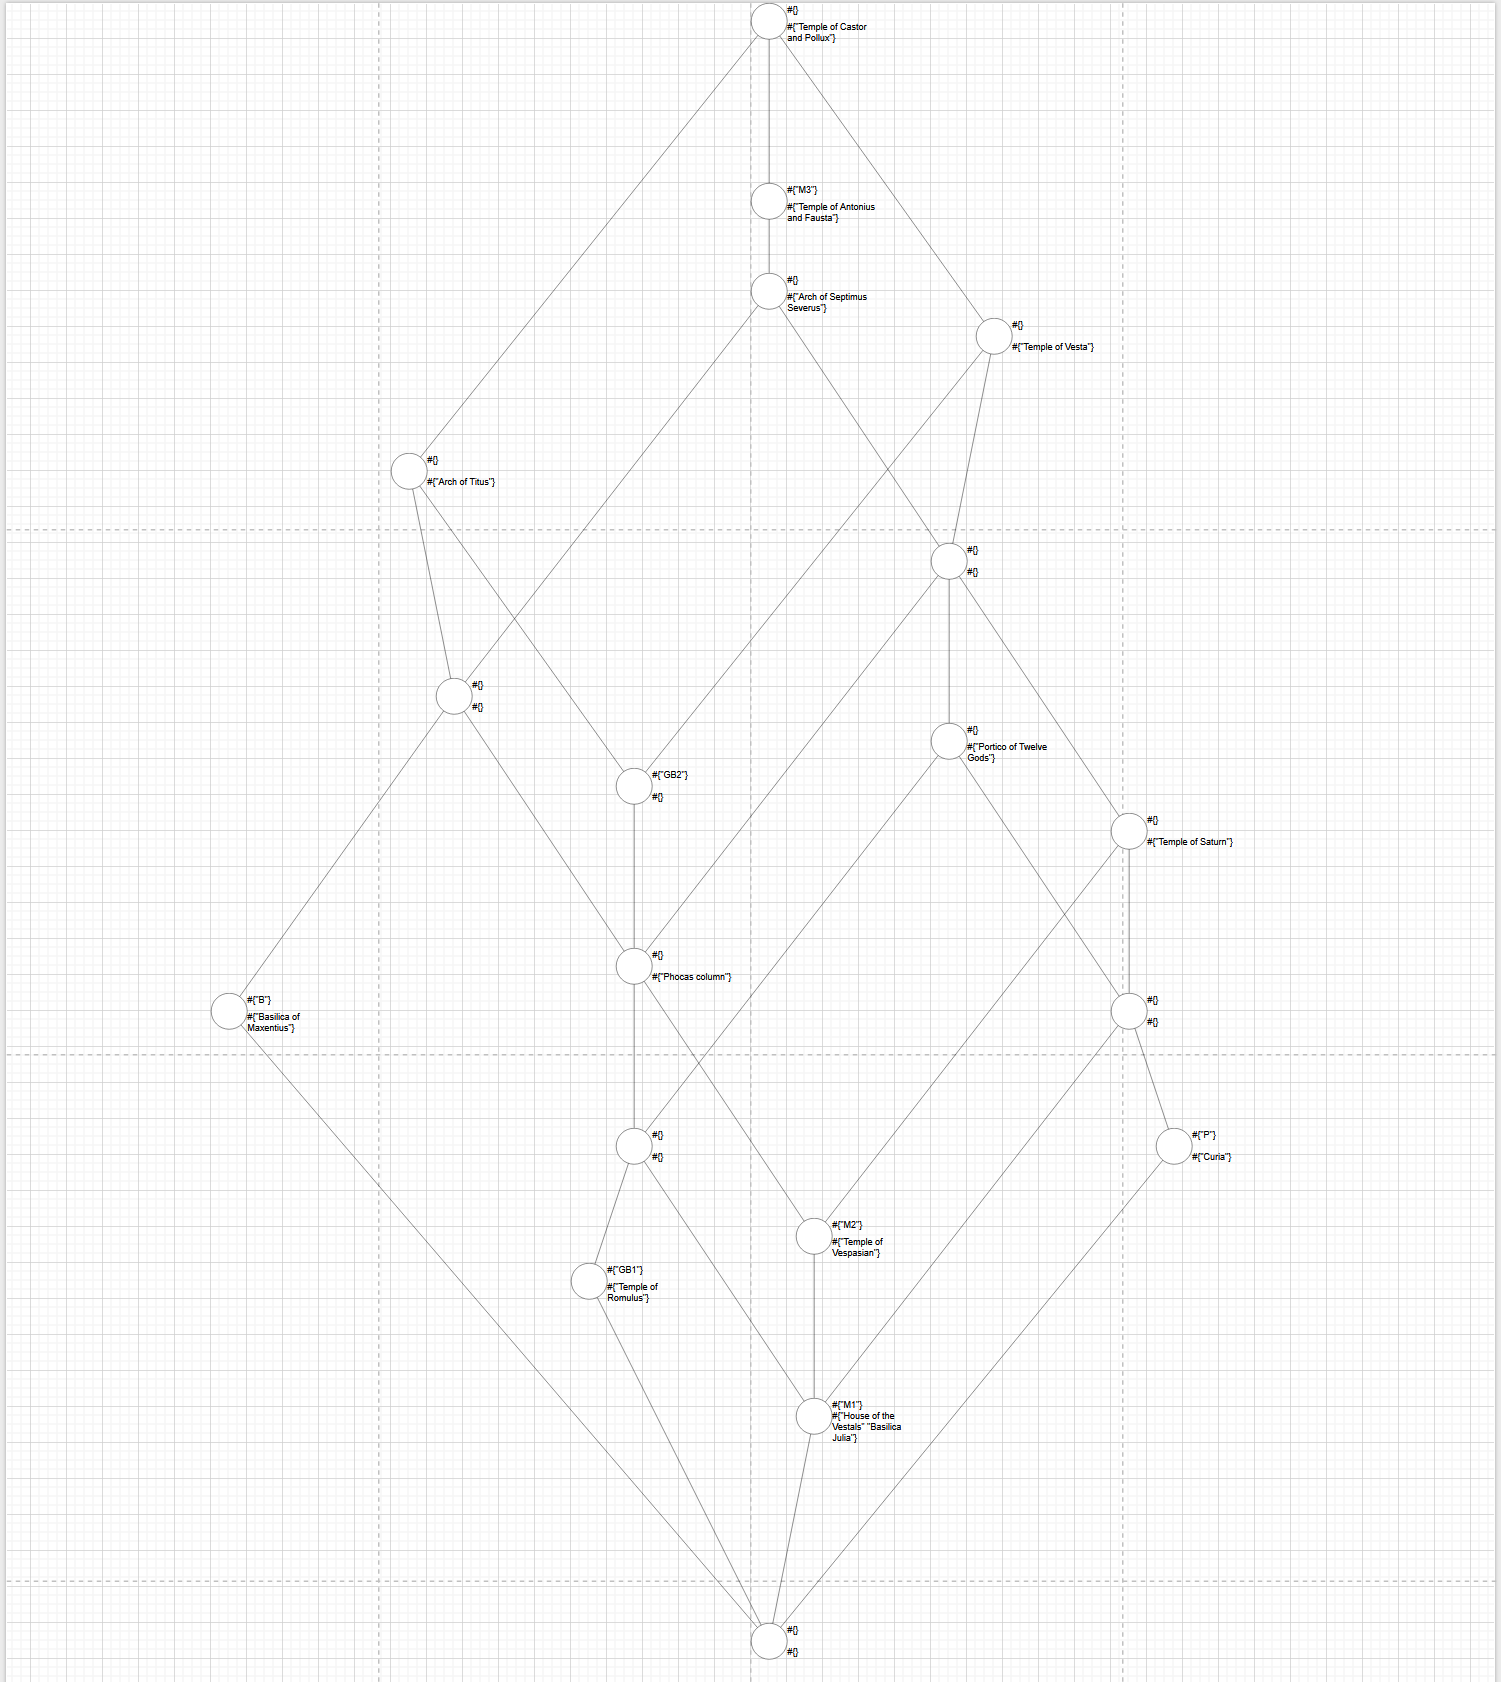 #{}
#{"Temple of Castor
and Pollux"}
#{"M3"}
#{"Temple of Antonius
and Fausta"}
#{}
#{"Arch of Septimus
Severus"}
#{}
#{"Temple of Vesta"}
#{}
#{"Arch of Titus"}
#{}
#{}
#{}
#{}
#{}
#{"Portico of Twelve
Gods"}
#{"GB2"}
#{}
#{}
#{"Temple of Saturn"}
#{}
#{"Phocas column"}
#{"B"}
#{"Basilica of
Maxentius"}
#{}
#{}
#{}
#{}
#{"P"}
#{"Curia"}
#{"M2"}
#{"Temple of
Vespasian"}
#{"GB1"}
#{"Temple of
Romulus"}
#{"M1"}
#{"House of the
Vestals" "Basilica
Julia"}
#{}
#{}